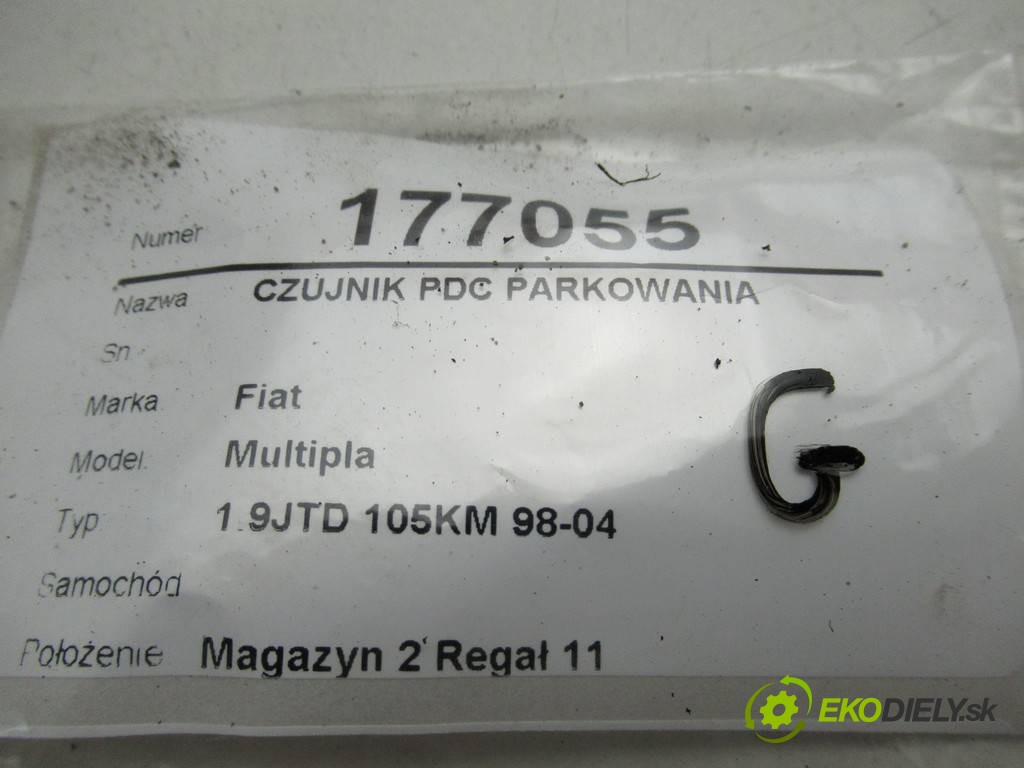 Numer 177055
Nazwa CZUJNIK PDC PARKOWANIA
Sn
Marka Fiat
Model Multipla
G
Typ 1.9JTD 105KM 98-04
Samochód
Położenie Magazyn 2 Regał 11
EKODIELY.sk